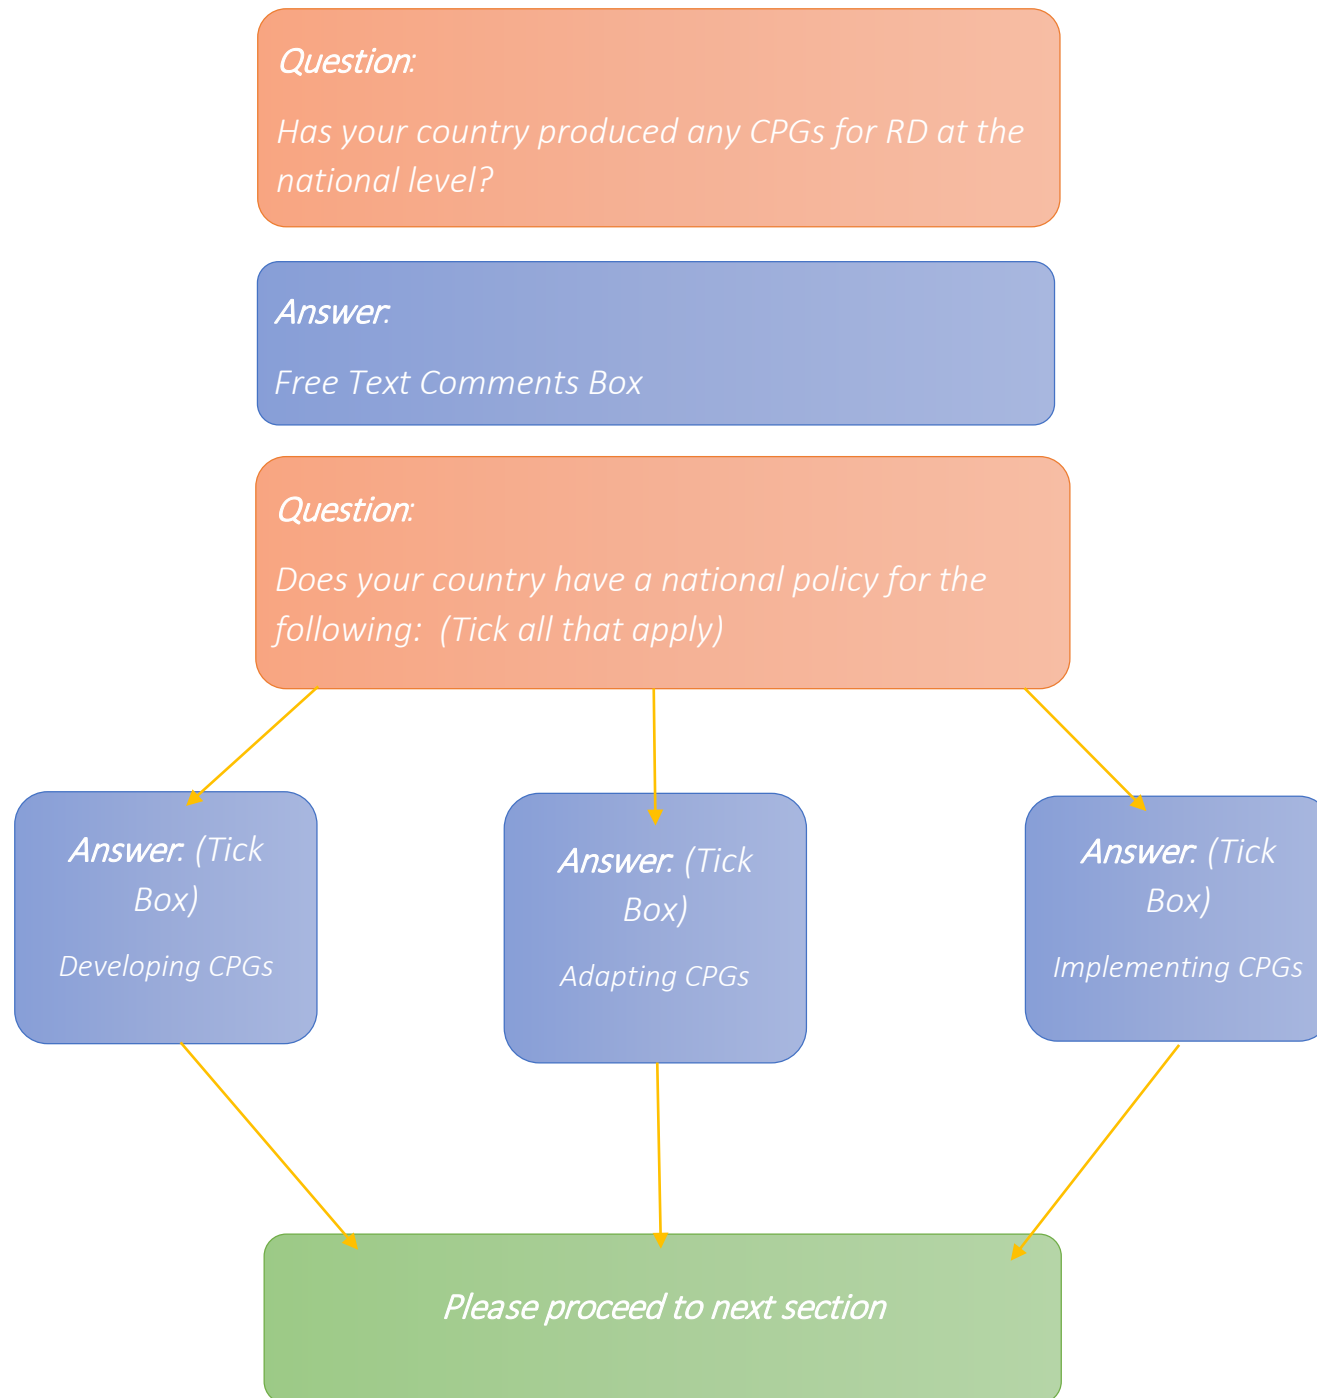 Question:
Has your country produced any CPGs for RD at the
national level?
Answer:
Free Text Comments Box
Question:
Does your country have a national policy for the
following:  (Tick all that apply)
Answer: (Tick
Box)
Developing CPGs
Answer: (Tick
Box)
Adapting CPGs
Answer: (Tick
Box)
Implementing CPGs
Please proceed to next section